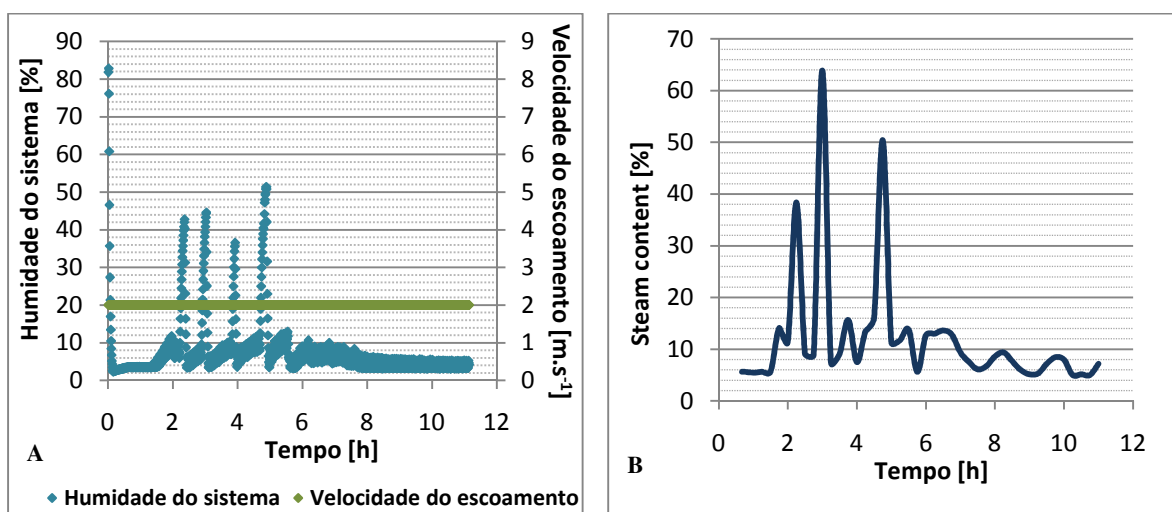 Humidade do sistema [%]
90
80
70
60
50
40
30
20
10
0
9
8
7
6
5
4
3
2
1
0
Velocidade do escoamento [m.s-1]
0 2 4 6 8 10 12
Tempo [h]
A
Humidade do sistema Velocidade do escoamento
Steam content [%]
70
60
50
40
30
20
10
0
0 2 4 6 8 10 12
Tempo [h]
B